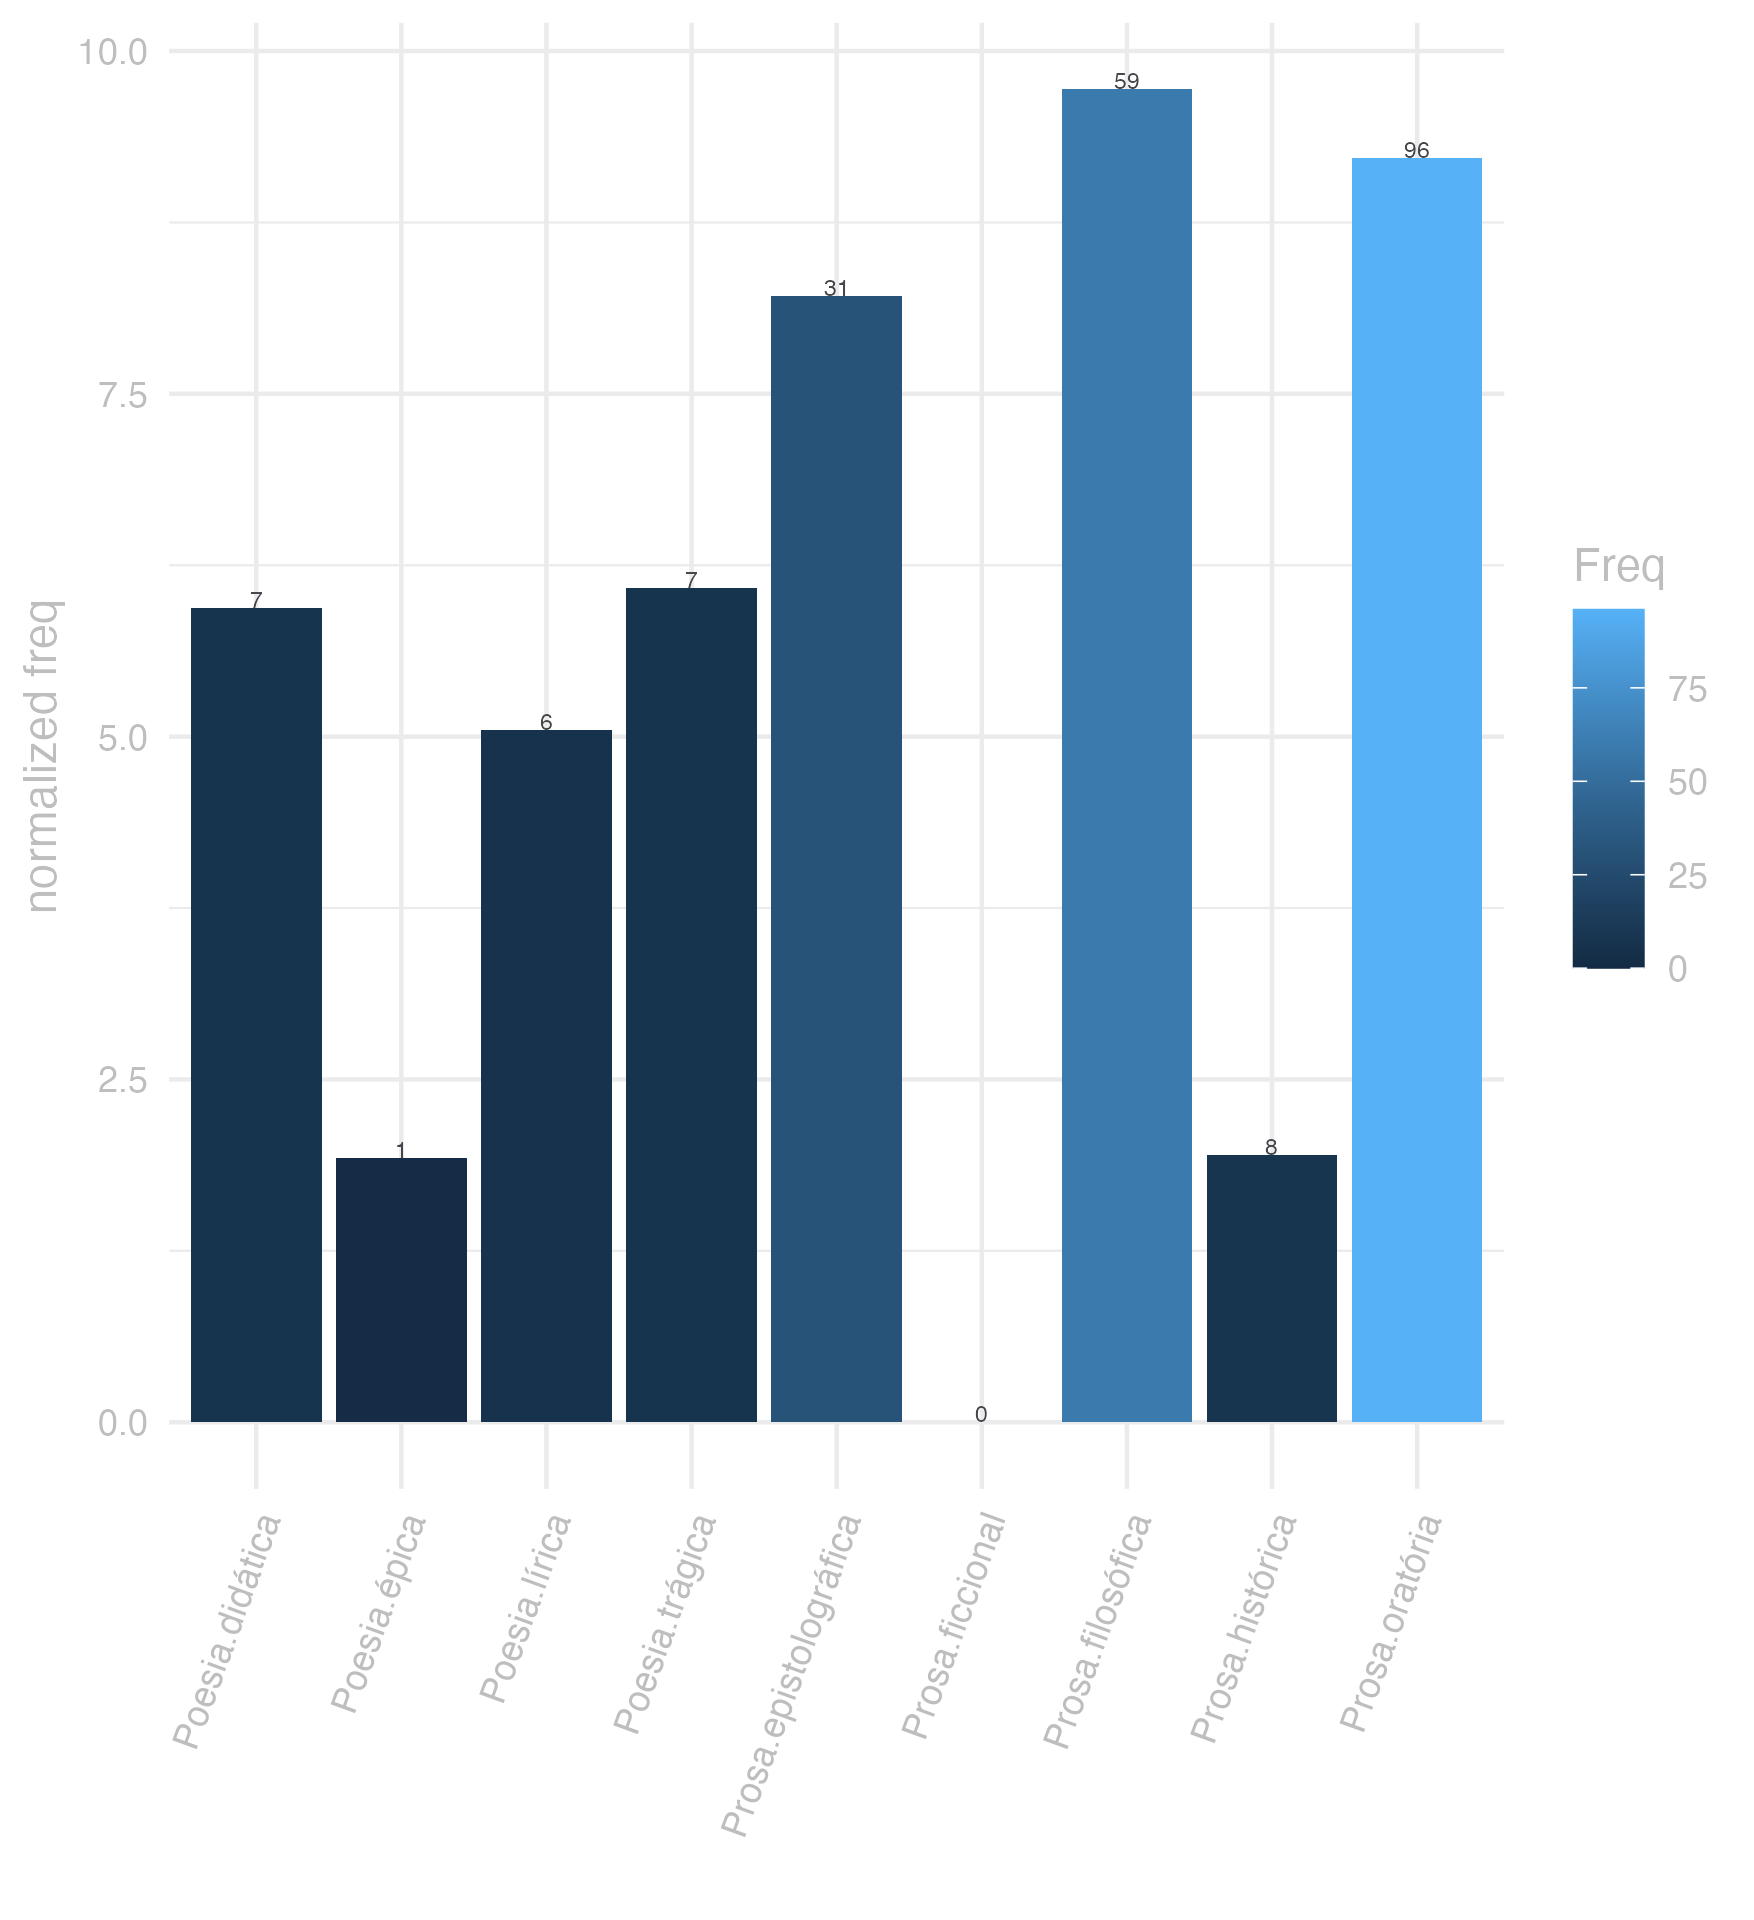 10.0
7.5
5.0
2.5
0.0
normalized freq
7
1
6
7
31
0
59
8
96
Poesia.didática
Poesia.épica
Poesia.lírica
Poesia.trágica
Prosa.epistolográfica
Prosa.ficcional
Prosa.filosófica
Prosa.histórica
Prosa.oratória
Freq
75
50
25
0